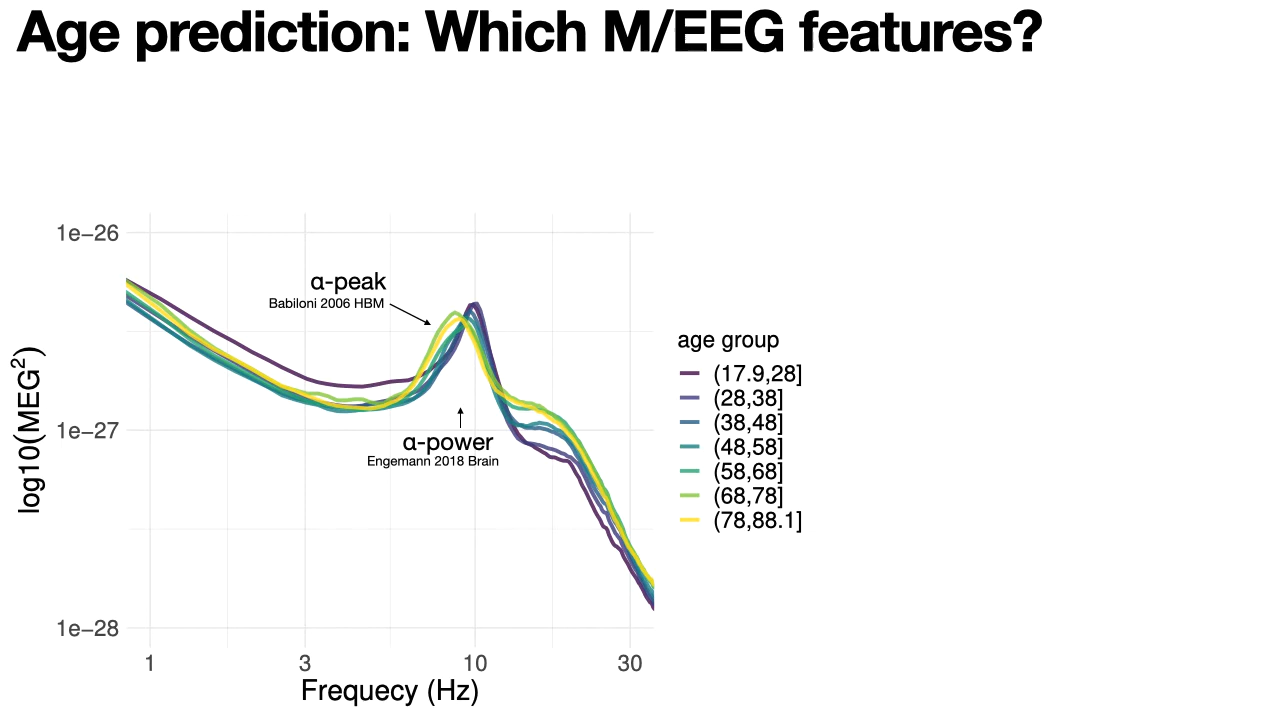 Age prediction: Which M/EEG features?
1e−26
α-peak
Babiloni 2006 HBM
age group
(17.9,28]
(28,38]
(38,48]
(48,58]
(58,68]
(68,78]
(78,88.1]
log10(MEG²)
1e−27
α-power
Engemann 2018 Brain
1e−28
1 3 10 30
Frequecy (Hz)